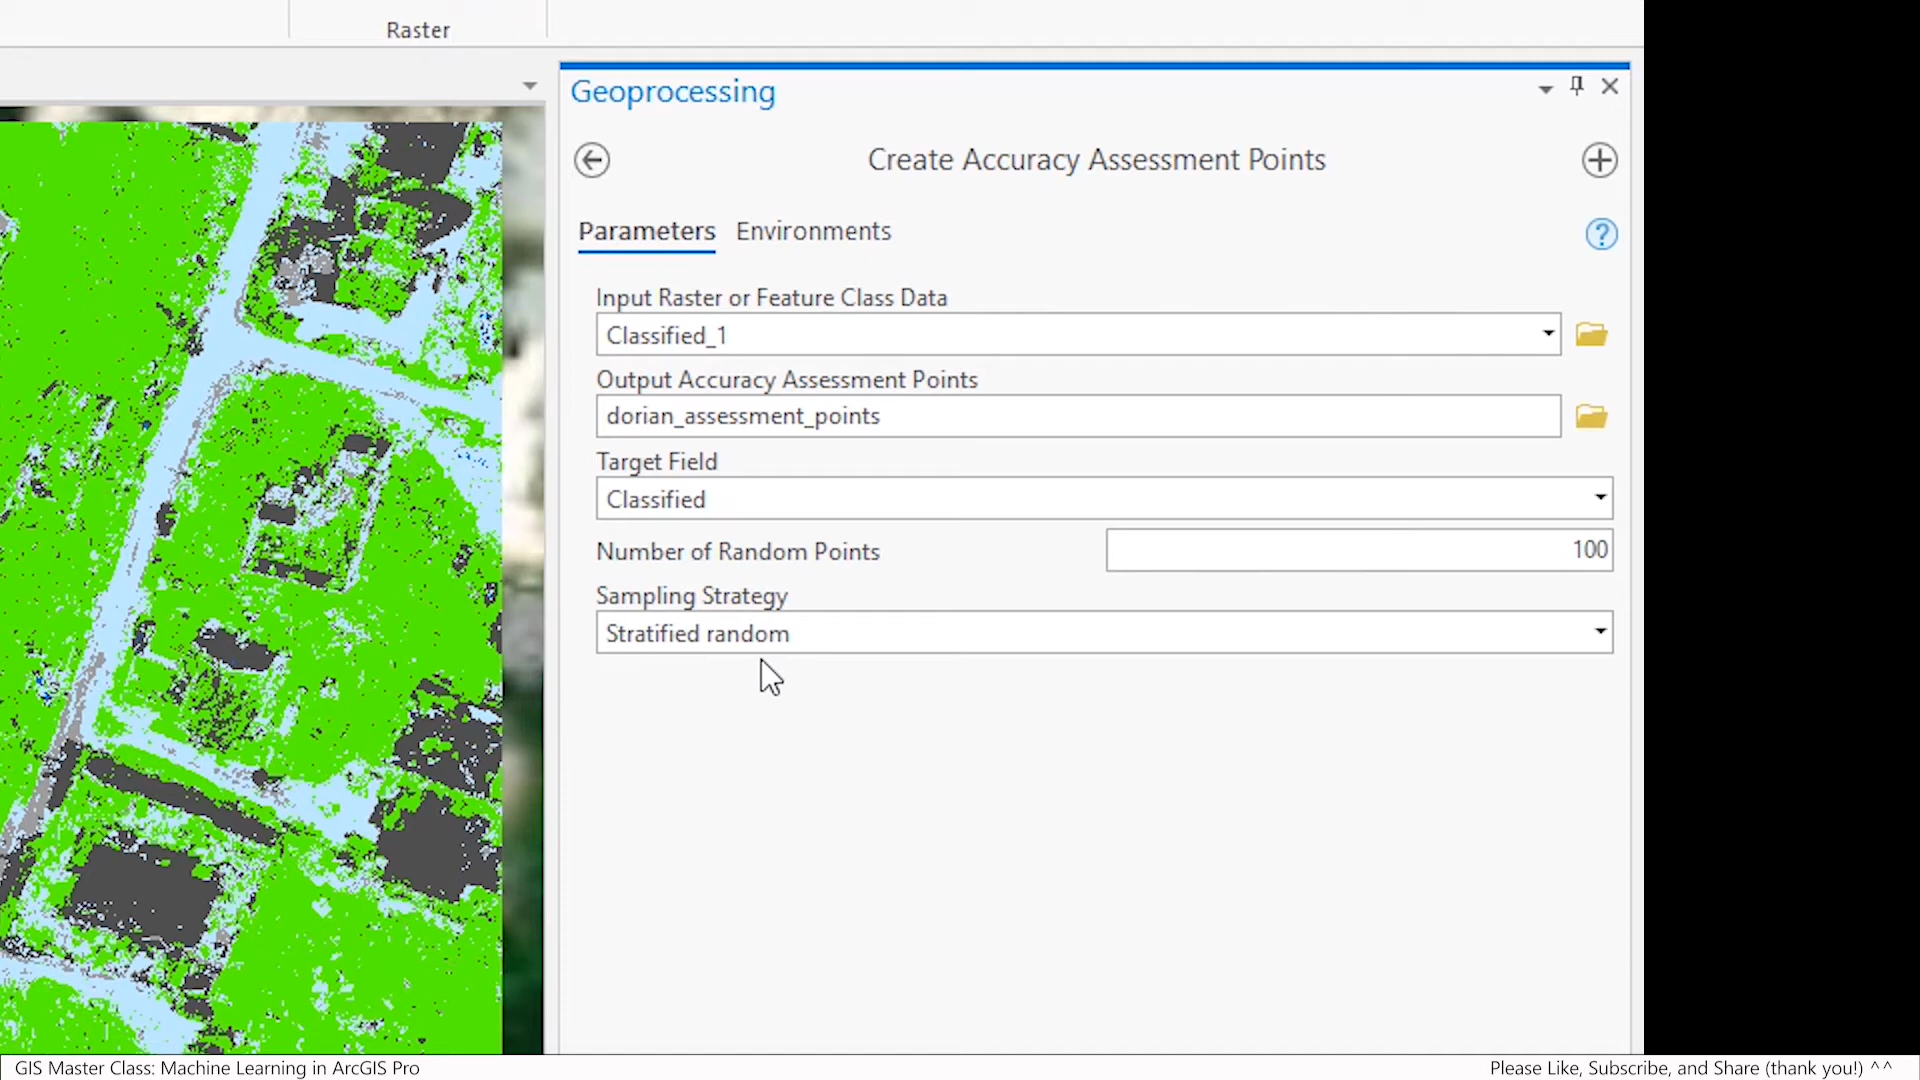 Raster
Geoprocessing
Create Accuracy Assessment Points
Parameters Environments
Input Raster or Feature Class Data
Classified_1
Output Accuracy Assessment Points
dorian_assessment_points
Target Field
Classified
Number of Random Points 100
Sampling Strategy
Stratified random
GIS Master Class: Machine Learning in ArcGIS Pro Please Like, Subscribe, and Share (thank you!) ^^